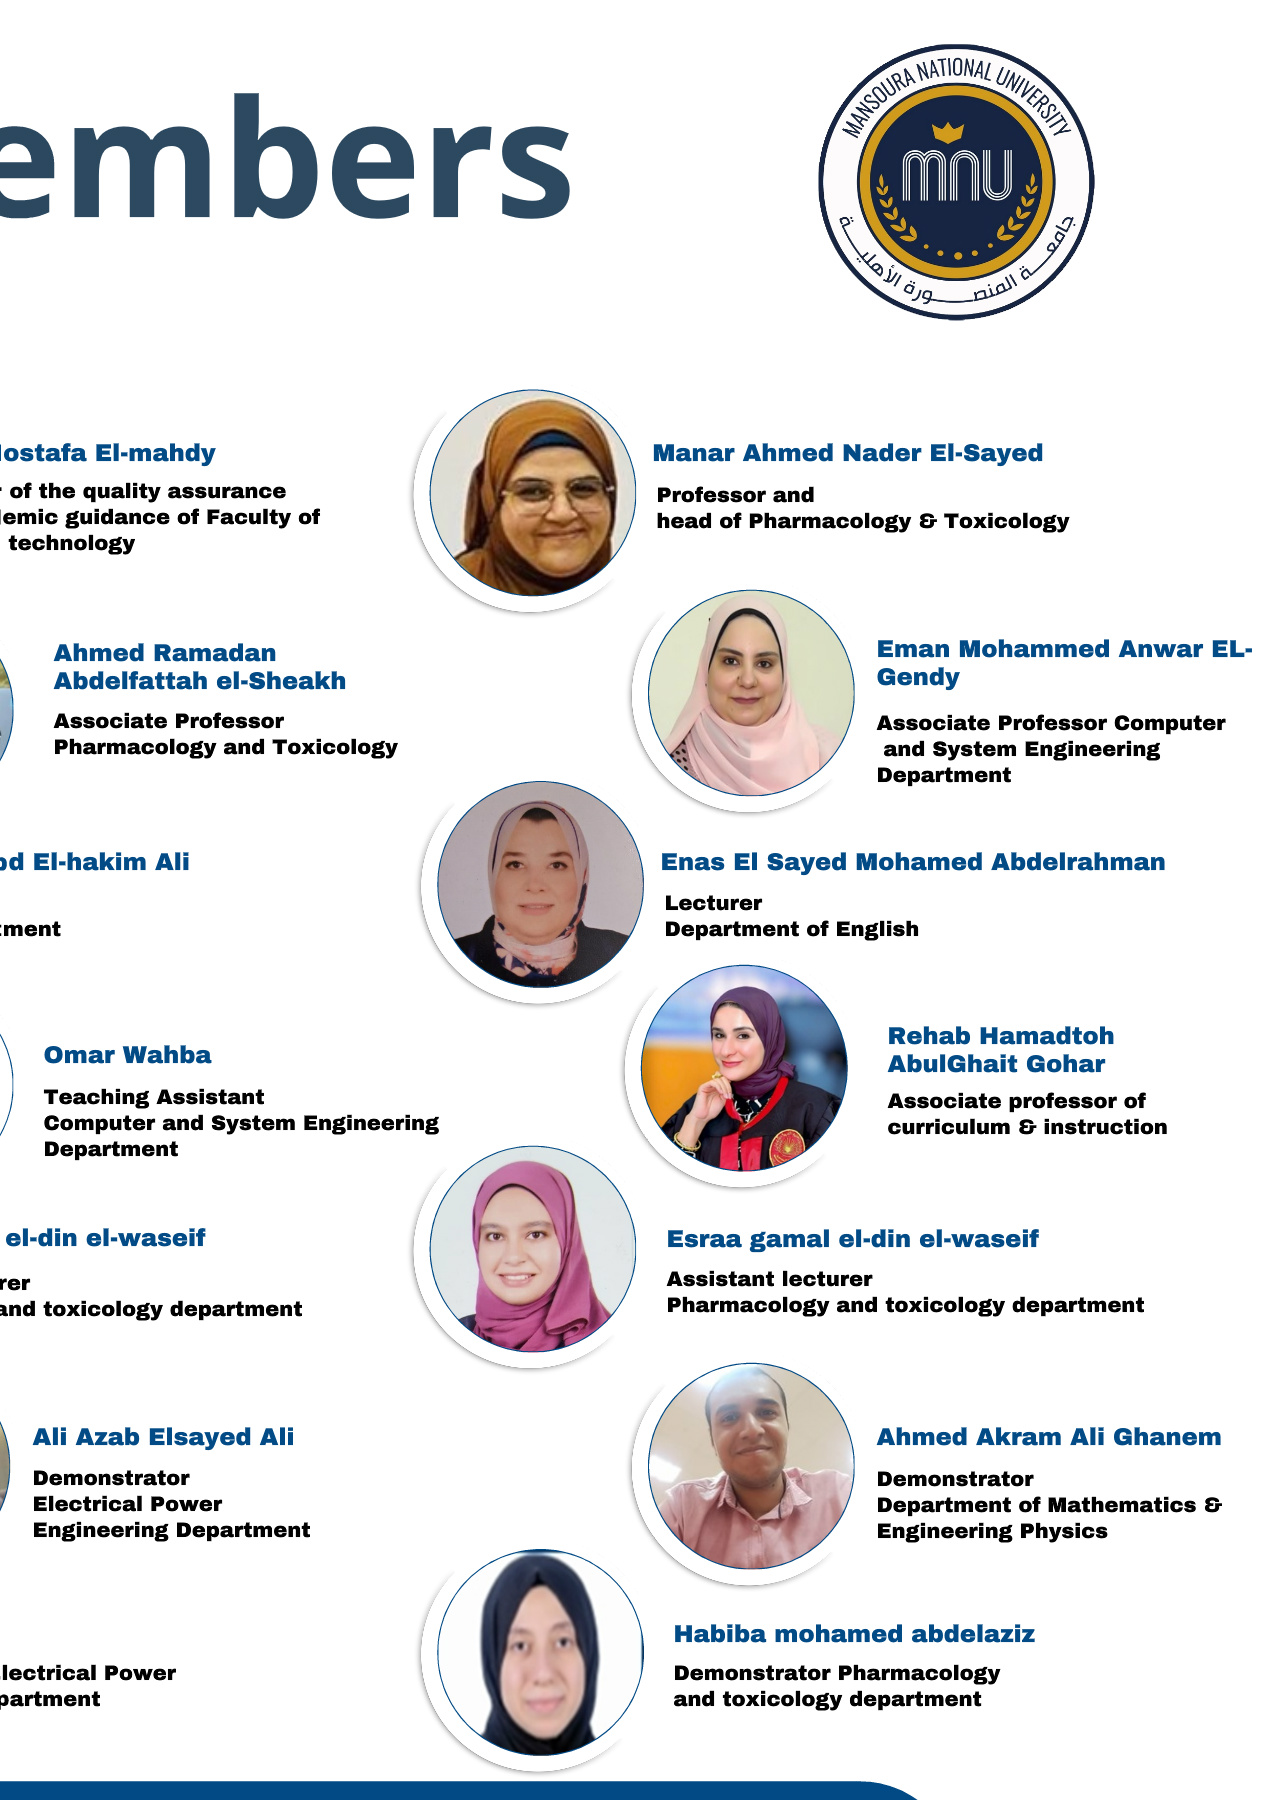 embers
MANSOURA NATIONAL UNIVERSITY
mnu
جامعة المنصورة الأهلية
ostafa El-mahdy
of the quality assurance
emic guidance of Faculty of
technology
Manar Ahmed Nader El-Sayed
Professor and
head of Pharmacology & Toxicology
Ahmed Ramadan
Abdelfattah el-Sheakh
Associate Professor
Pharmacology and Toxicology
Eman Mohammed Anwar EL-
Gendy
Associate Professor Computer
and System Engineering
Department
d El-hakim Ali
tment
Enas El Sayed Mohamed Abdelrahman
Lecturer
Department of English
Omar Wahba
Teaching Assistant
Computer and System Engineering
Department
Rehab Hamadtoh
AbulGhait Gohar
Associate professor of
curriculum & instruction
el-din el-waseif
rer
and toxicology department
Esraa gamal el-din el-waseif
Assistant lecturer
Pharmacology and toxicology department
Ali Azab Elsayed Ali
Demonstrator
Electrical Power
Engineering Department
Ahmed Akram Ali Ghanem
Demonstrator
Department of Mathematics &
Engineering Physics
lectrical Power
partment
Habiba mohamed abdelaziz
Demonstrator Pharmacology
and toxicology department